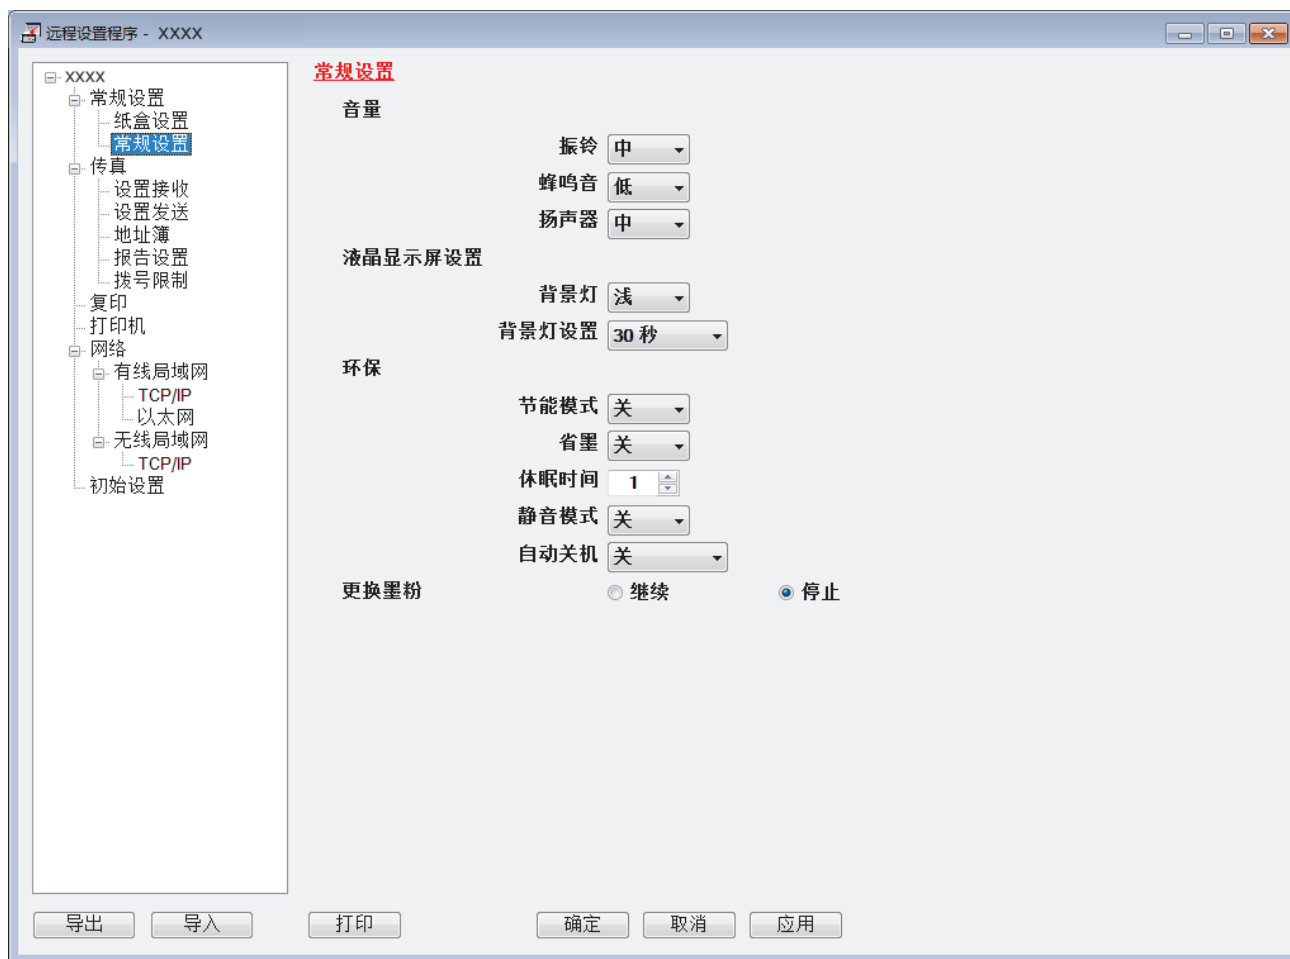 远程设置程序 - XXXX
XXXX
常规设置
纸盒设置
常规设置
传真
设置接收
设置发送
地址簿
报告设置
拨号限制
复印
打印机
网络
有线局域网
TCP/IP
以太网
无线局域网
TCP/IP
初始设置
常规设置
音量
振铃 中
蜂鸣音 低
扬声器 中
液晶显示屏设置
背景灯 浅
背景灯设置 30 秒
环保
节能模式 关
省墨 关
休眠时间 1
静音模式 关
自动关机 关
更换墨粉 继续 停止
导出 导入 打印 确定 取消 应用